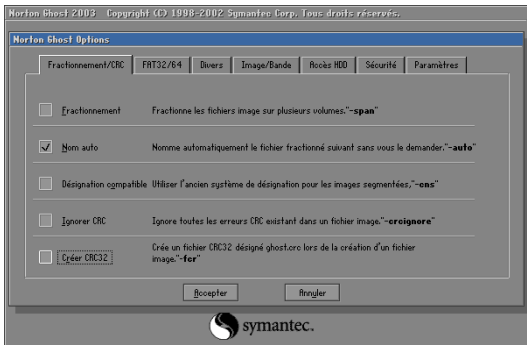 Norton Ghost 2003   Copyright (C) 1998-2002 Symantec Corp. Tous droits réservés.
Norton Ghost Options
Fractionnement/CRC FAT32/64 Divers Image/Bande Accès HDD Sécurité Paramètres
Fractionnement Fractionne les fichiers image sur plusieurs volumes."-span"
Nom auto Nomme automatiquement le fichier fractionné suivant sans vous le demander."-auto"
Désignation compatible Utiliser l'ancien système de désignation pour les images segmentées,"-cns"
Ignorer CRC Ignore toutes les erreurs CRC existant dans un fichier image."-crcignore"
Créer CRC32 Crée un fichier CRC32 désigné ghost.crc lors de la création d'un fichier
image."-fcr"
Accepter Annuler
symantec.